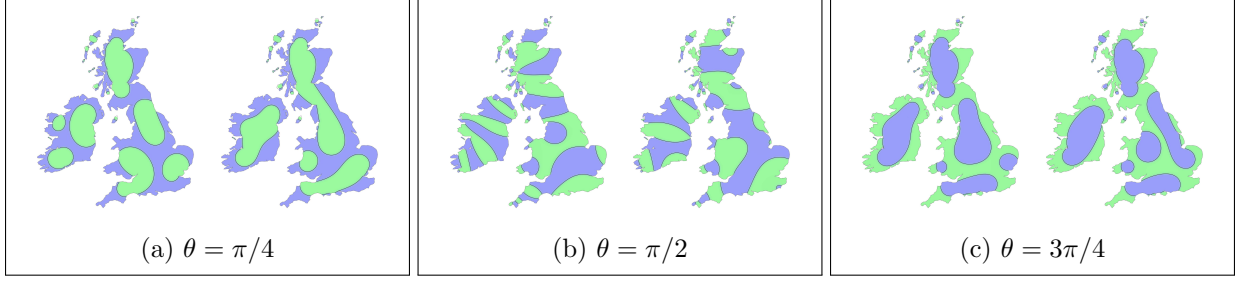 (a) θ = π/4
(b) θ = π/2
(c) θ = 3π/4